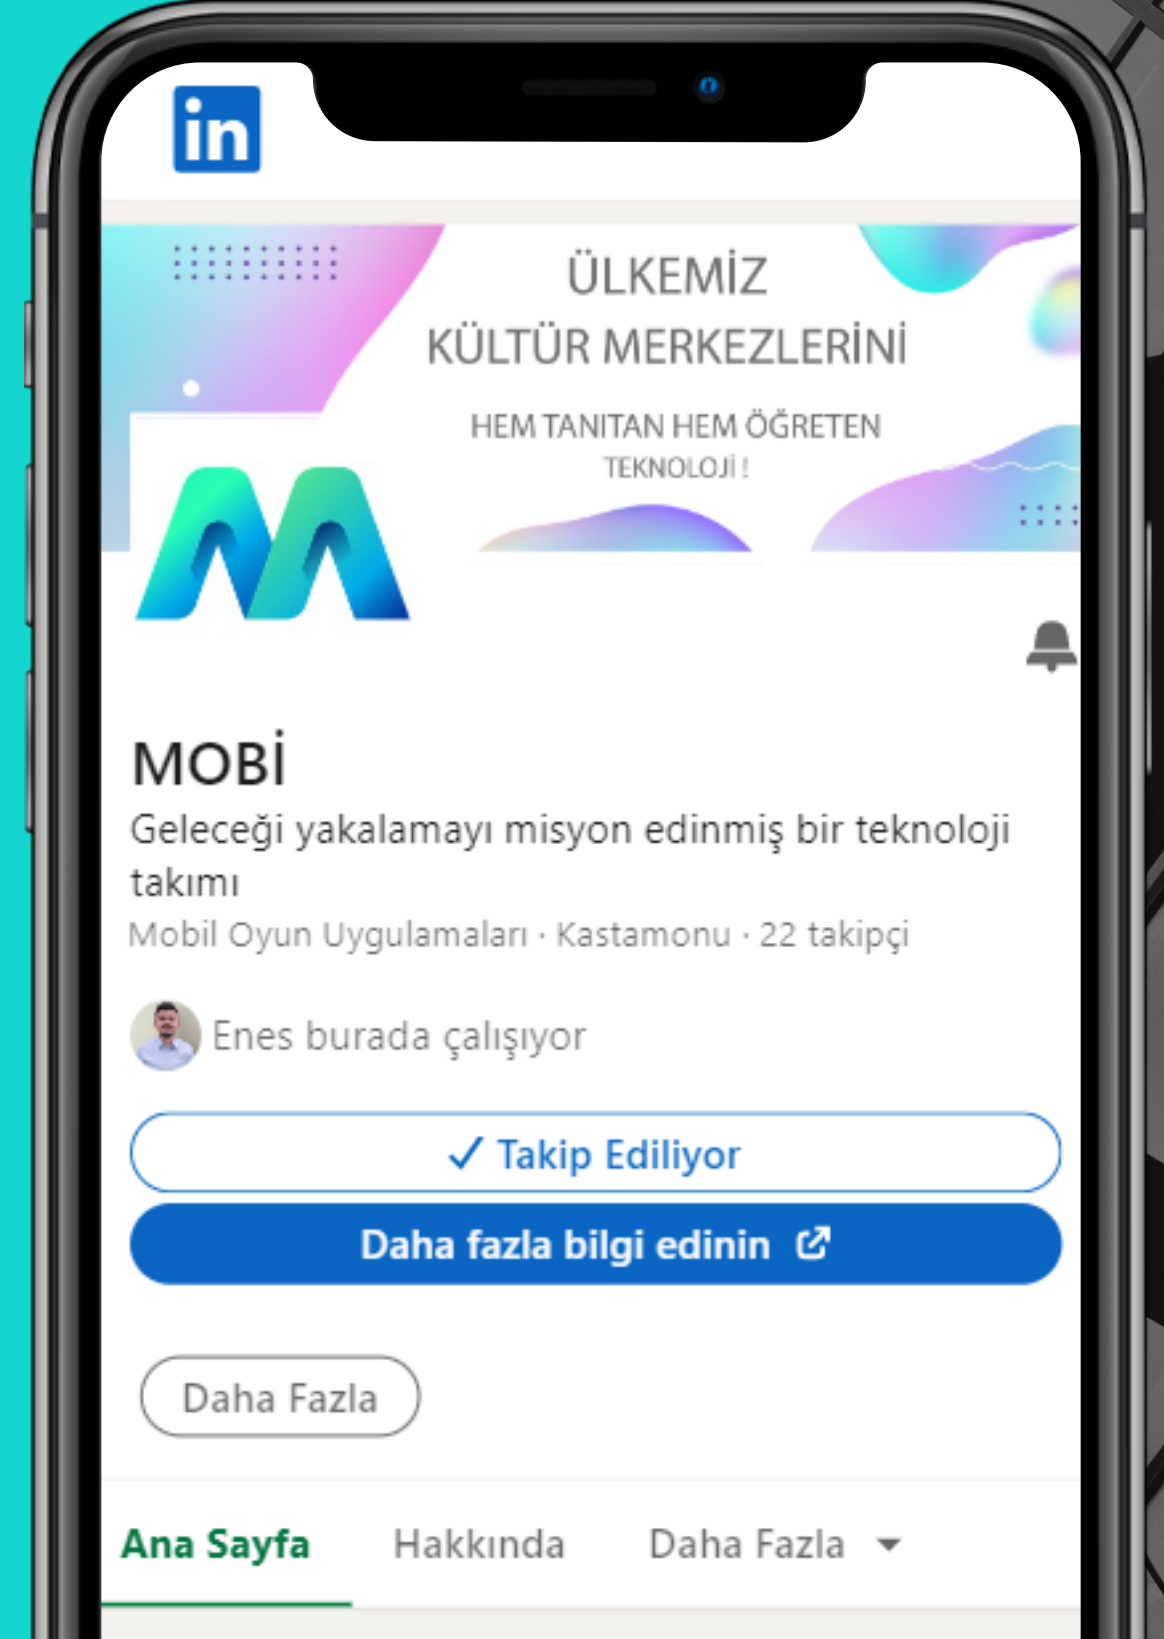 in
ÜLKEMİZ
KÜLTÜR MERKEZLERİNİ
HEM TANITAN HEM ÖĞRETEN
TEKNOLOJİ !
MOBİ
Geleceği yakalamayı misyon edinmiş bir teknoloji
takımı
Mobil Oyun Uygulamaları · Kastamonu · 22 takipçi
Enes burada çalışıyor
✓ Takip Ediliyor
Daha fazla bilgi edinin
Daha Fazla
Ana Sayfa Hakkında Daha Fazla